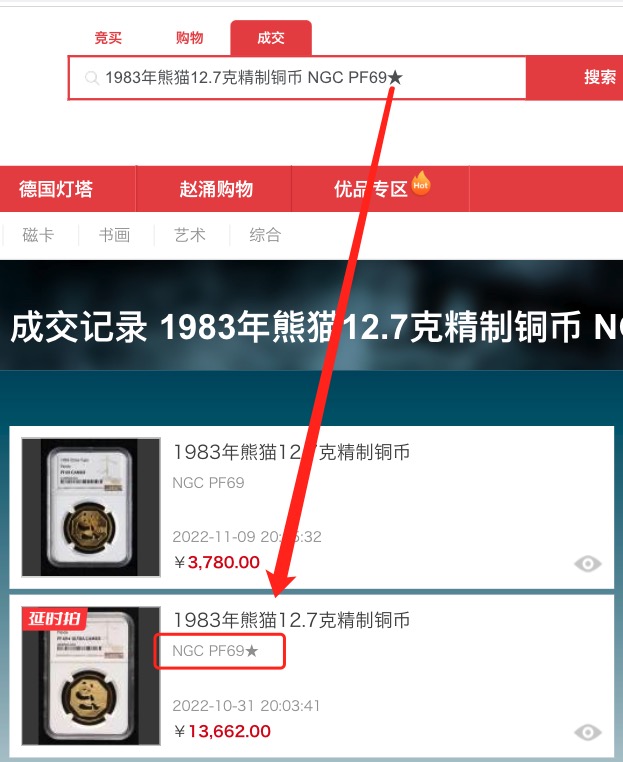 竞买 购物 成交
1983年熊猫12.7克精制铜币 NGC PF69★ 搜索
德国灯塔 赵涌购物 优品专区 Hot
磁卡 书画 艺术 综合
成交记录 1983年熊猫12.7克精制铜币 N
1983年熊猫12.7克精制铜币
NGC PF69
2022-11-09 20: 5:32
￥3,780.00
延时拍
1983年熊猫12.7克精制铜币
NGC PF69★
2022-10-31 20:03:41
￥13,662.00